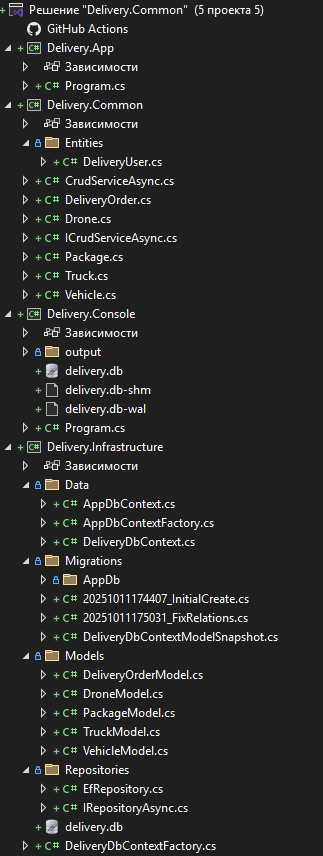 Решение "Delivery.Common" (5 проекта 5)
GitHub Actions
Delivery.App
Зависимости
C# Program.cs
Delivery.Common
Зависимости
Entities
C# DeliveryUser.cs
C# CrudServiceAsync.cs
C# DeliveryOrder.cs
C# Drone.cs
C# ICrudServiceAsync.cs
C# Package.cs
C# Truck.cs
C# Vehicle.cs
Delivery.Console
Зависимости
output
delivery.db
delivery.db-shm
delivery.db-wal
C# Program.cs
Delivery.Infrastructure
Зависимости
Data
C# AppDbContext.cs
C# AppDbContextFactory.cs
C# DeliveryDbContext.cs
Migrations
AppDb
C# 20251011174407_InitialCreate.cs
C# 20251011175031_FixRelations.cs
C# DeliveryDbContextModelSnapshot.cs
Models
C# DeliveryOrderModel.cs
C# DroneModel.cs
C# PackageModel.cs
C# TruckModel.cs
C# VehicleModel.cs
Repositories
C# EfRepository.cs
C# IRepositoryAsync.cs
delivery.db
C# DeliveryDbContextFactory.cs